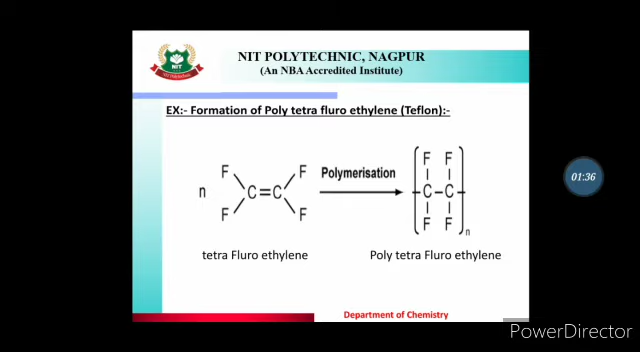 NIT POLYTECHNIC, NAGPUR
(An NBA Accredited Institute)
NIT
EX:- Formation of Poly tetra fluro ethylene (Teflon):-
F F Polymerisation F F
n C=C C–C
F F F F n
tetra Fluro ethylene Poly tetra Fluro ethylene
01:36
Department of Chemistry
PowerDirector